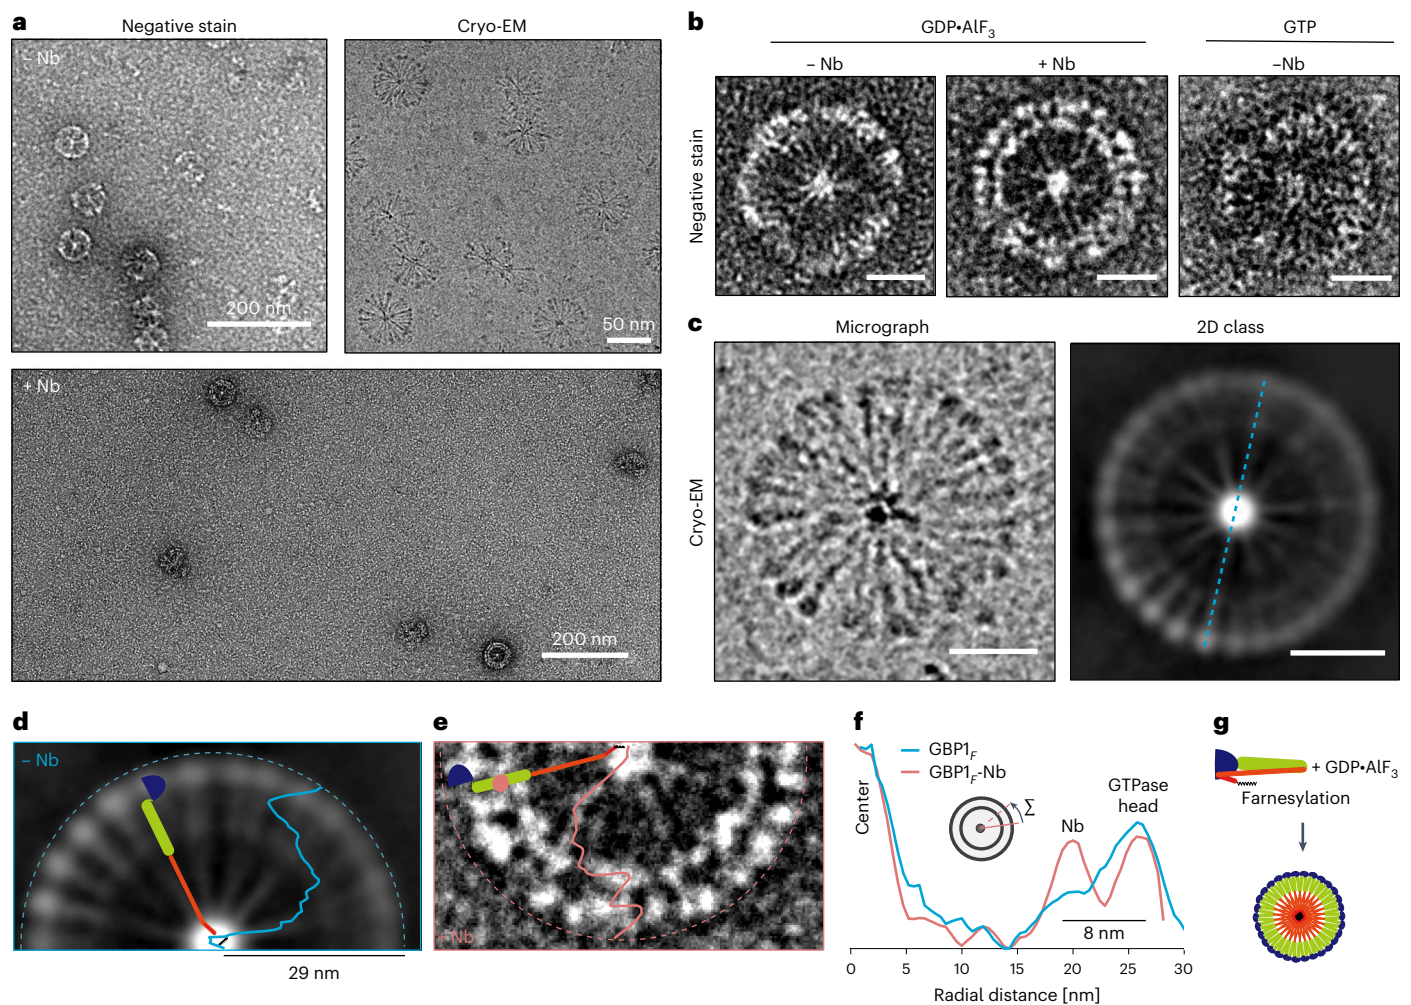 a
Negative stain
Cryo-EM
– Nb
200 nm
50 nm
+ Nb
200 nm
b
GDP•AlF3
GTP
– Nb
+ Nb
–Nb
Negative stain
c
Micrograph
2D class
Cryo-EM
d
– Nb
29 nm
e
+ Nb
f
GBP1F
GBP1F-Nb
Center
Σ
Nb
GTPase
head
8 nm
0 5 10 15 20 25 30
Radial distance [nm]
g
+ GDP•AlF3
Farnesylation